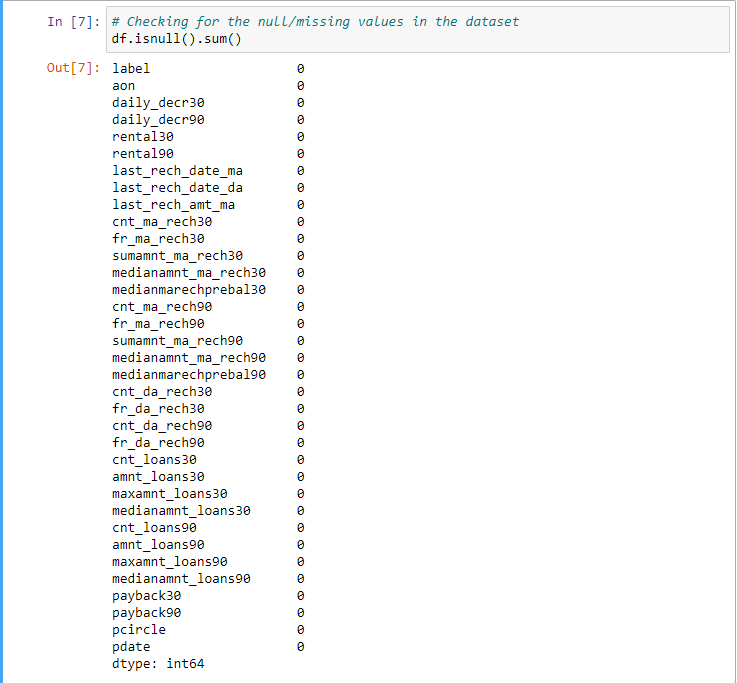 In [7]: # Checking for the null/missing values in the dataset
df.isnull().sum()
Out[7]: label 0
aon 0
daily_decr30 0
daily_decr90 0
rental30 0
rental90 0
last_rech_date_ma 0
last_rech_date_da 0
last_rech_amt_ma 0
cnt_ma_rech30 0
fr_ma_rech30 0
sumamnt_ma_rech30 0
medianamnt_ma_rech30 0
medianmarechprebal30 0
cnt_ma_rech90 0
fr_ma_rech90 0
sumamnt_ma_rech90 0
medianamnt_ma_rech90 0
medianmarechprebal90 0
cnt_da_rech30 0
fr_da_rech30 0
cnt_da_rech90 0
fr_da_rech90 0
cnt_loans30 0
amnt_loans30 0
maxamnt_loans30 0
medianamnt_loans30 0
cnt_loans90 0
amnt_loans90 0
maxamnt_loans90 0
medianamnt_loans90 0
payback30 0
payback90 0
pcircle 0
pdate 0
dtype: int64